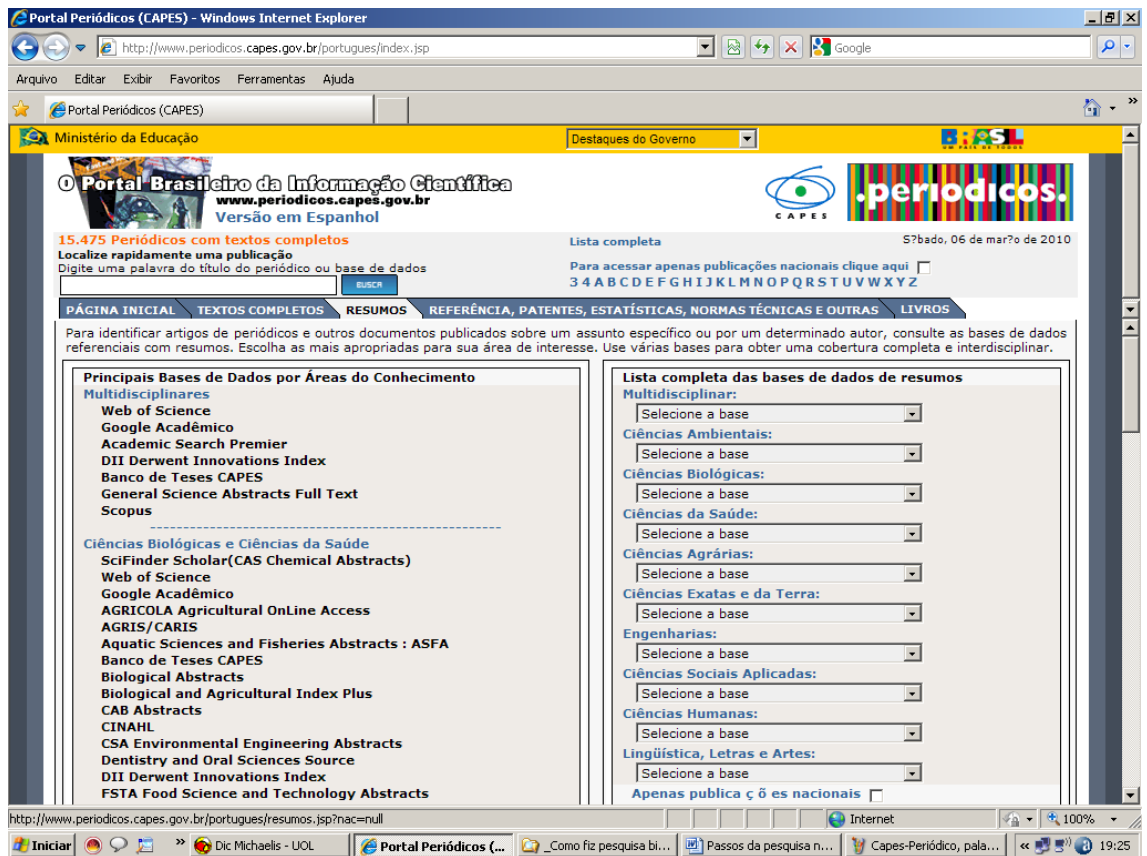 Portal Periódicos (CAPES) - Windows Internet Explorer
http://www.periodicos.capes.gov.br/portugues/index.jsp
Google
Arquivo Editar Exibir Favoritos Ferramentas Ajuda
Portal Periódicos (CAPES)
Ministério da Educação
Destaques do Governo
BRASIL
UM PAÍS DE TODOS
O Portal Brasileiro da Informação Científica
www.periodicos.capes.gov.br
Versão em Espanhol
CAPES
.periodicos.
15.475 Periódicos com textos completos
Lista completa
S?bado, 06 de mar?o de 2010
Localize rapidamente uma publicação
Digite uma palavra do título do periódico ou base de dados
BUSCA
Para acessar apenas publicações nacionais clique aqui
3 4 A B C D E F G H I J K L M N O P Q R S T U V W X Y Z
PÁGINA INICIAL TEXTOS COMPLETOS RESUMOS REFERÊNCIA, PATENTES, ESTATÍSTICAS, NORMAS TÉCNICAS E OUTRAS LIVROS
Para identificar artigos de periódicos e outros documentos publicados sobre um assunto específico ou por um determinado autor, consulte as bases de dados
referenciais com resumos. Escolha as mais apropriadas para sua área de interesse. Use várias bases para obter uma cobertura completa e interdisciplinar.
Principais Bases de Dados por Áreas do Conhecimento
Multidisciplinares
Web of Science
Google Acadêmico
Academic Search Premier
DII Derwent Innovations Index
Banco de Teses CAPES
General Science Abstracts Full Text
Scopus
-----------------------------------------------------
Ciências Biológicas e Ciências da Saúde
SciFinder Scholar(CAS Chemical Abstracts)
Web of Science
Google Acadêmico
AGRICOLA Agricultural OnLine Access
AGRIS/CARIS
Aquatic Sciences and Fisheries Abstracts : ASFA
Banco de Teses CAPES
Biological Abstracts
Biological and Agricultural Index Plus
CAB Abstracts
CINAHL
CSA Environmental Engineering Abstracts
Dentistry and Oral Sciences Source
DII Derwent Innovations Index
FSTA Food Science and Technology Abstracts
Lista completa das bases de dados de resumos
Multidisciplinar:
Selecione a base
Ciências Ambientais:
Selecione a base
Ciências Biológicas:
Selecione a base
Ciências da Saúde:
Selecione a base
Ciências Agrárias:
Selecione a base
Ciências Exatas e da Terra:
Selecione a base
Engenharias:
Selecione a base
Ciências Sociais Aplicadas:
Selecione a base
Ciências Humanas:
Selecione a base
Lingüística, Letras e Artes:
Selecione a base
Apenas publica ç õ es nacionais
http://www.periodicos.capes.gov.br/portugues/resumos.jsp?nac=null
Internet
100%
Iniciar
» Dic Michaelis - UOL
Portal Periódicos (...
_Como fiz pesquisa bi...
Passos da pesquisa n...
Capes-Periódico, pala...
19:25